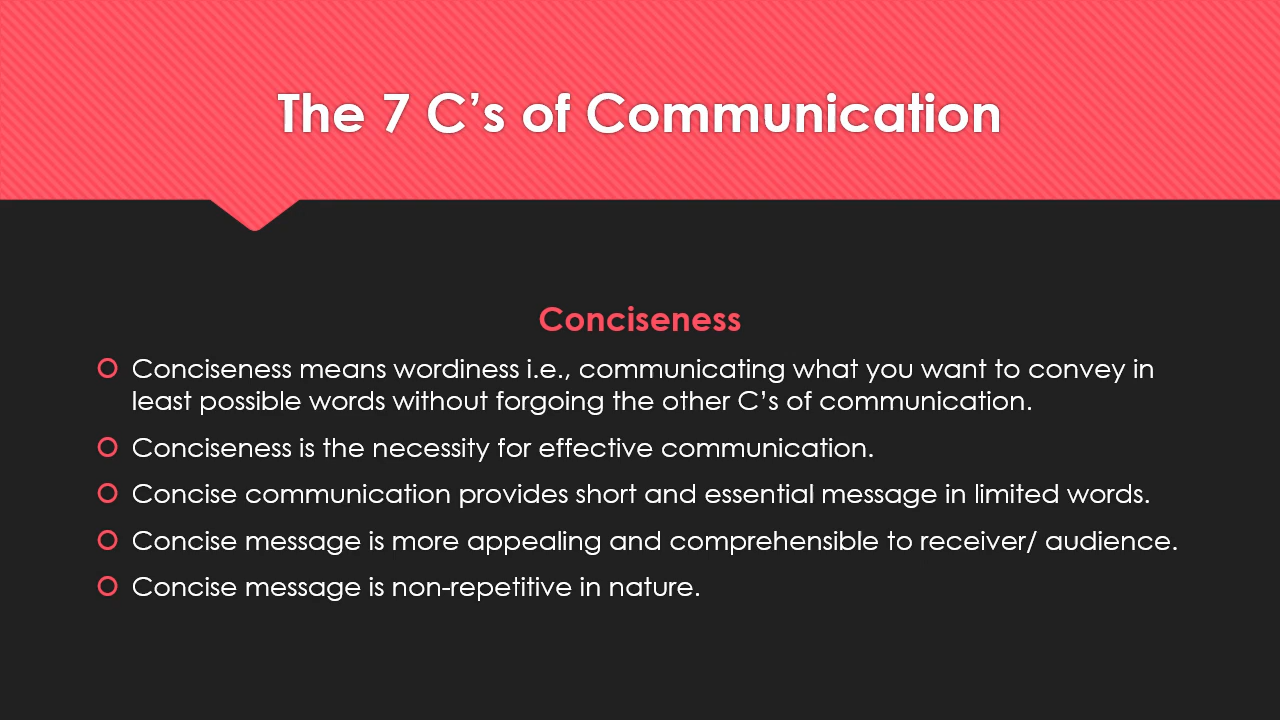 The 7 C’s of Communication
Conciseness
Conciseness means wordiness i.e., communicating what you want to convey in
least possible words without forgoing the other C’s of communication.
Conciseness is the necessity for effective communication.
Concise communication provides short and essential message in limited words.
Concise message is more appealing and comprehensible to receiver/ audience.
Concise message is non-repetitive in nature.